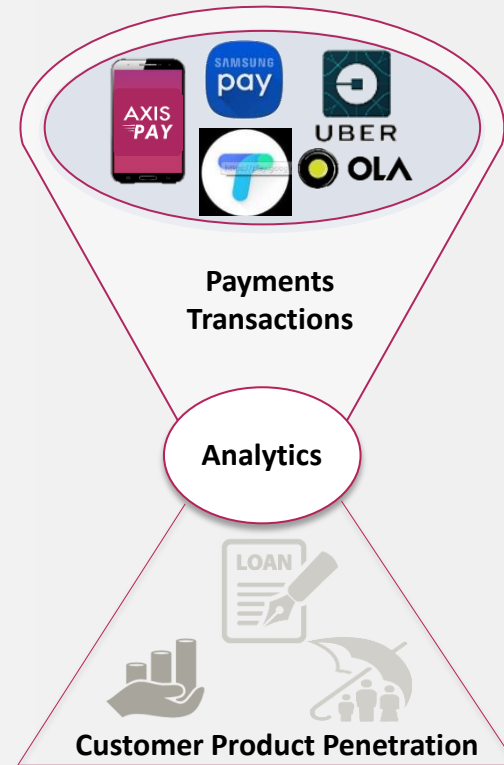 SAMSUNG
pay
AXIS
PAY
UBER
OLA
Payments
Transactions
Analytics
LOAN
Customer Product Penetration